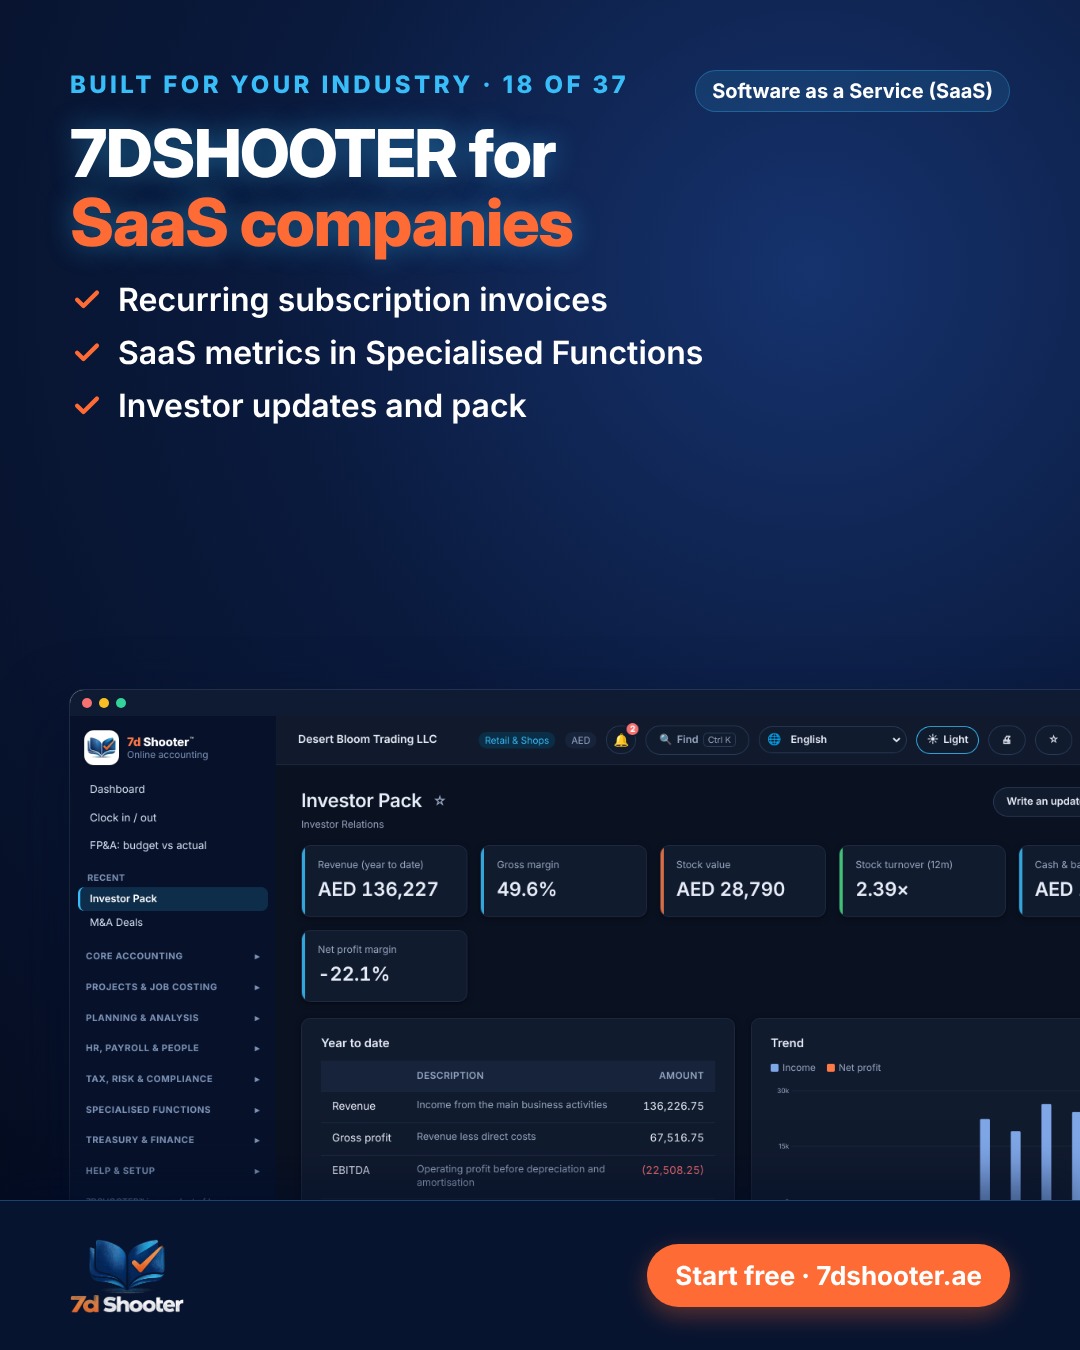 BUILT FOR YOUR INDUSTRY · 18 OF 37
Software as a Service (SaaS)
7DSHOOTER for
SaaS companies
Recurring subscription invoices
SaaS metrics in Specialised Functions
Investor updates and pack
7d Shooter™
Online accounting
Desert Bloom Trading LLC
Retail & Shops
AED
2
Find
Ctrl K
English
Light
Dashboard
Clock in / out
FP&A: budget vs actual
RECENT
Investor Pack
M&A Deals
CORE ACCOUNTING
PROJECTS & JOB COSTING
PLANNING & ANALYSIS
HR, PAYROLL & PEOPLE
TAX, RISK & COMPLIANCE
SPECIALISED FUNCTIONS
TREASURY & FINANCE
HELP & SETUP
Investor Pack
Investor Relations
Write an update
Revenue (year to date)
AED 136,227
Gross margin
49.6%
Stock value
AED 28,790
Stock turnover (12m)
2.39×
Cash & ba
AED
Net profit margin
-22.1%
Year to date
DESCRIPTION AMOUNT
Revenue Income from the main business activities 136,226.75
Gross profit Revenue less direct costs 67,516.75
EBITDA Operating profit before depreciation and amortisation (22,508.25)
Trend
Income Net profit
30k
15k
7d Shooter
Start free · 7dshooter.ae